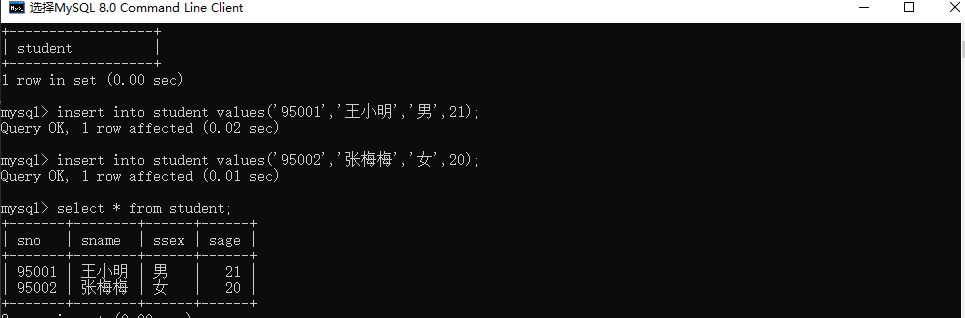 选择MySQL 8.0 Command Line Client
+------------------+
| student          |
+------------------+
1 row in set (0.00 sec)
mysql> insert into student values('95001','王小明','男',21);
Query OK, 1 row affected (0.02 sec)
mysql> insert into student values('95002','张梅梅','女',20);
Query OK, 1 row affected (0.01 sec)
mysql> select * from student;
+-------+--------+------+------+
| sno   | sname  | ssex | sage |
+-------+--------+------+------+
| 95001 | 王小明 | 男   |   21 |
| 95002 | 张梅梅 | 女   |   20 |
+-------+--------+------+------+